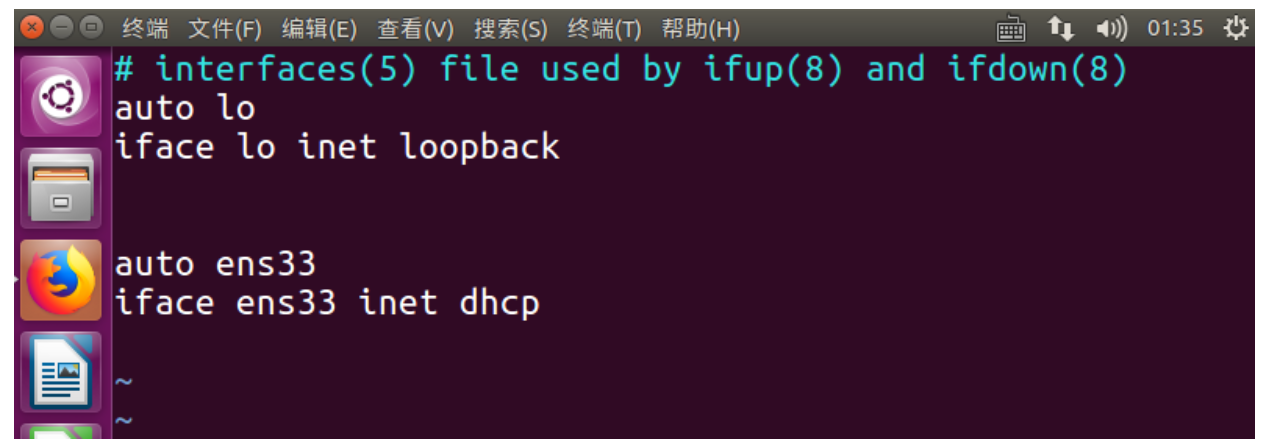 终端 文件(F) 编辑(E) 查看(V) 搜索(S) 终端(T) 帮助(H) 01:35
# interfaces(5) file used by ifup(8) and ifdown(8)
auto lo
iface lo inet loopback
auto ens33
iface ens33 inet dhcp
~
~